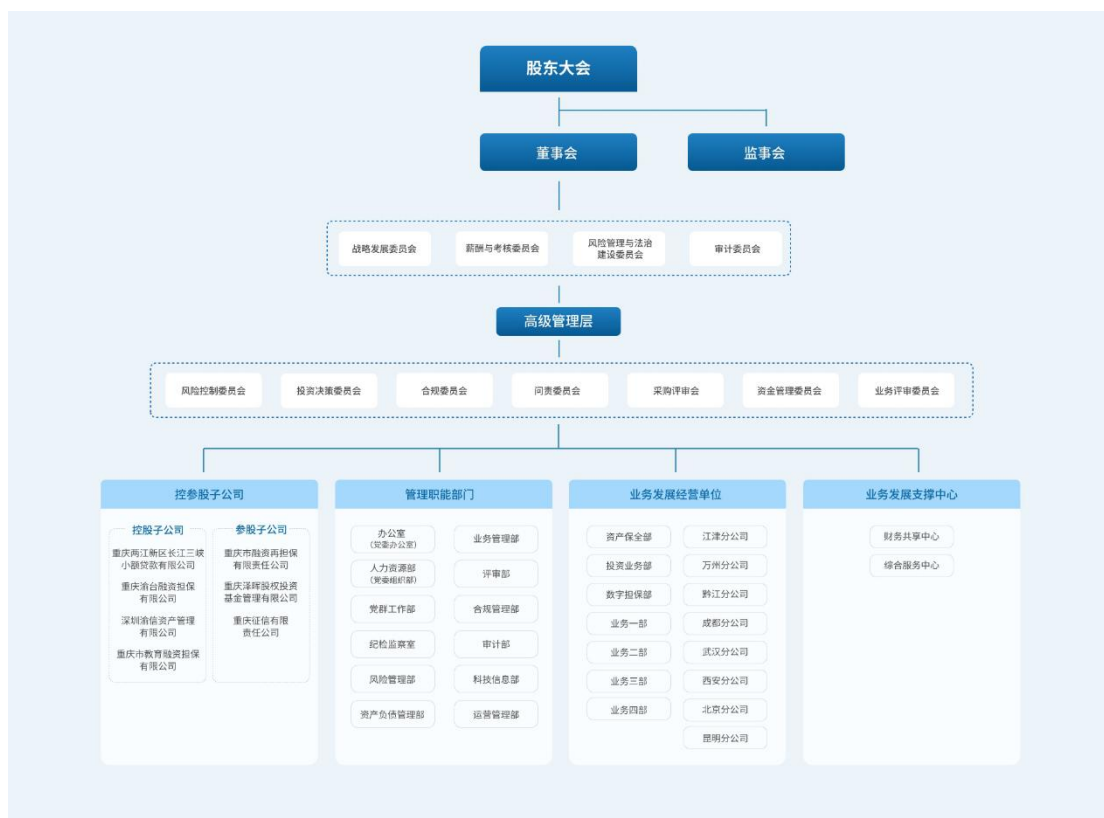 股东大会
董事会
监事会
战略发展委员会
薪酬与考核委员会
风险管理与法治
建设委员会
审计委员会
高级管理层
风险控制委员会
投资决策委员会
合规委员会
问责委员会
采购评审会
资金管理委员会
业务评审委员会
控参股子公司
控股子公司
重庆两江新区长江三峡
小额贷款有限公司
重庆渝台融资担保
有限公司
深圳渝信资产管理
有限公司
重庆市教育融资担保
有限公司
参股子公司
重庆市融资再担保
有限责任公司
重庆泽晖股权投资
基金管理有限公司
重庆征信有限
责任公司
管理职能部门
办公室
(党委办公室)
人力资源部
(党委组织部)
党群工作部
纪检监察室
风险管理部
资产负债管理部
业务管理部
评审部
合规管理部
审计部
科技信息部
运营管理部
业务发展经营单位
资产保全部
投资业务部
数字担保部
业务一部
业务二部
业务三部
业务四部
江津分公司
万州分公司
黔江分公司
成都分公司
武汉分公司
西安分公司
北京分公司
昆明分公司
业务发展支撑中心
财务共享中心
综合服务中心